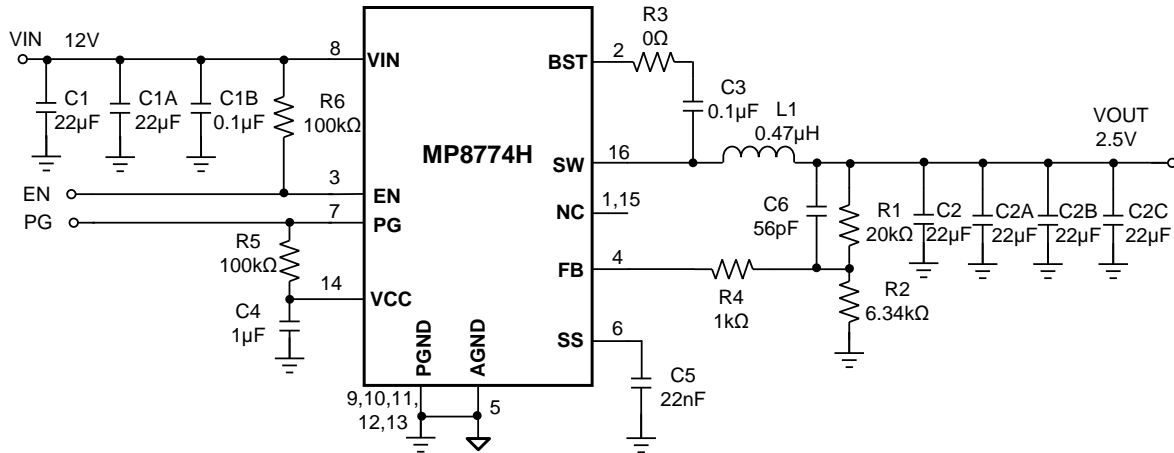 VIN 12V
8
VIN
C1
22µF
C1A
22µF
C1B
0.1µF
R6
100kΩ
EN
3
EN
PG
7
PG
R5
100kΩ
14
VCC
C4
1µF
MP8774H
PGND
AGND
9,10,11,
12,13
5
BST
2
R3
0Ω
C3
0.1µF
L1
0.47µH
SW
16
NC
1,15
FB
4
R4
1kΩ
C6
56pF
R1
20kΩ
R2
6.34kΩ
SS
6
C5
22nF
C2
22µF
C2A
22µF
C2B
22µF
C2C
22µF
VOUT
2.5V